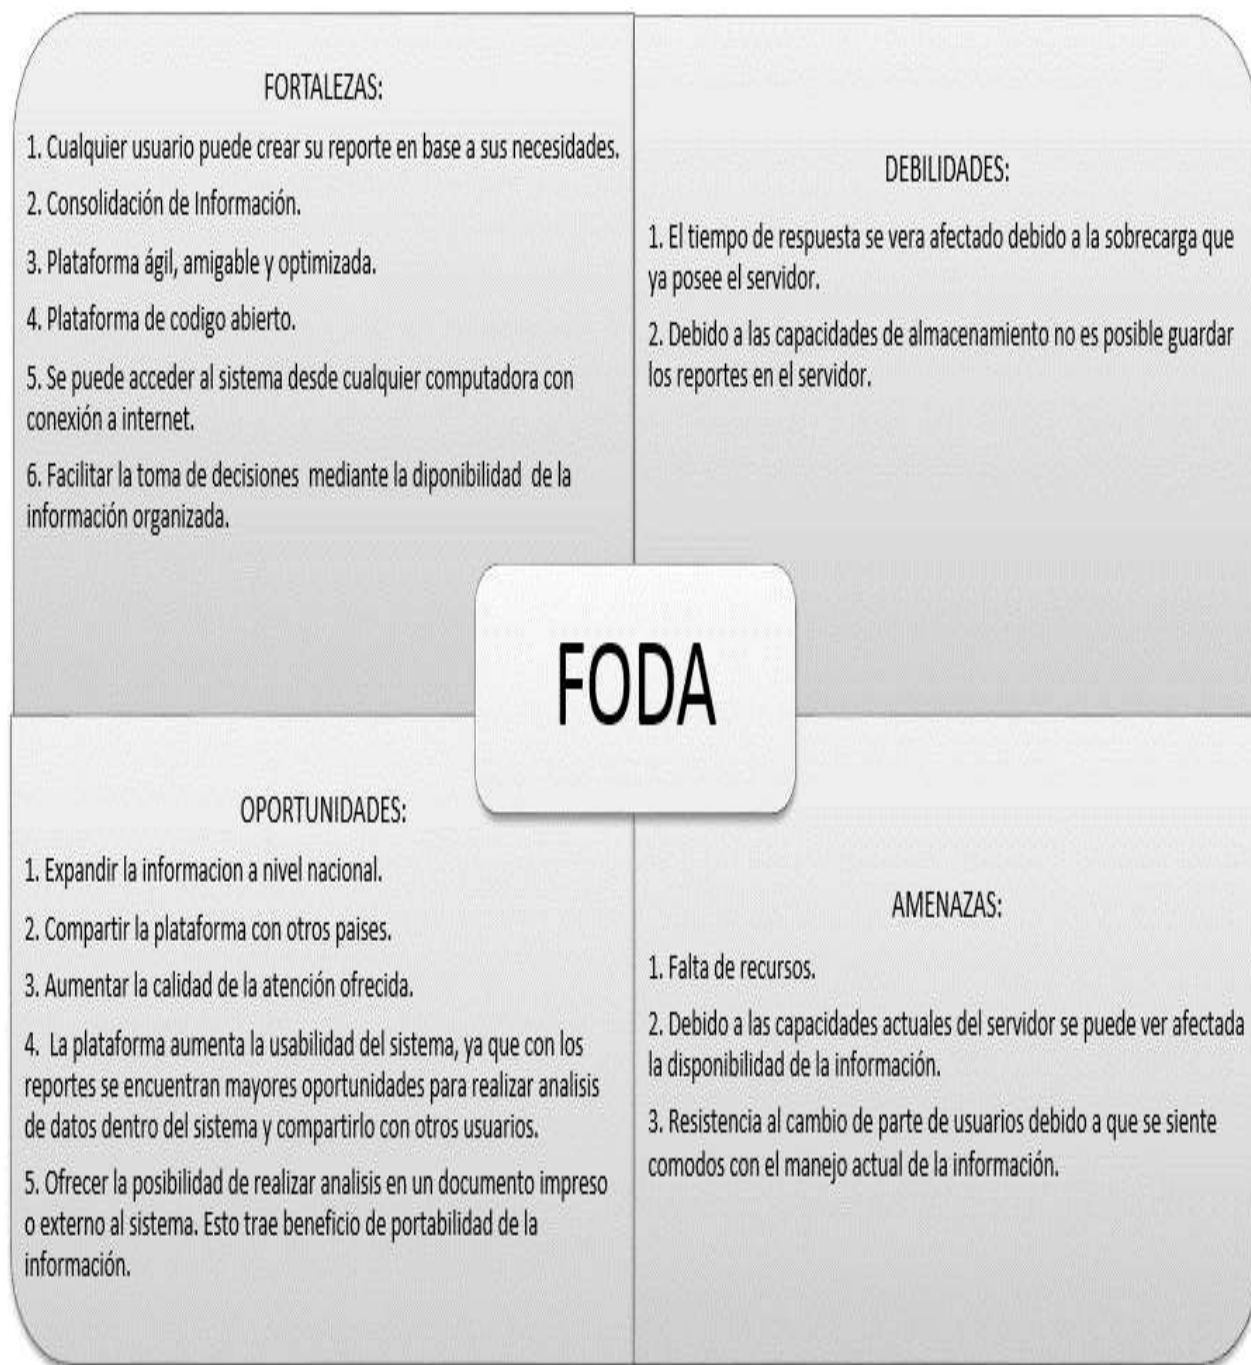 FORTALEZAS:
1. Cualquier usuario puede crear su reporte en base a sus necesidades.
2. Consolidación de Información.
3. Plataforma ágil, amigable y optimizada.
4. Plataforma de codigo abierto.
5. Se puede acceder al sistema desde cualquier computadora con
conexión a internet.
6. Facilitar la toma de decisiones mediante la diponibilidad de la
información organizada.
DEBILIDADES:
1. El tiempo de respuesta se vera afectado debido a la sobrecarga que
ya posee el servidor.
2. Debido a las capacidades de almacenamiento no es posible guardar
los reportes en el servidor.
FODA
OPORTUNIDADES:
1. Expandir la informacion a nivel nacional.
2. Compartir la plataforma con otros paises.
3. Aumentar la calidad de la atención ofrecida.
4. La plataforma aumenta la usabilidad del sistema, ya que con los
reportes se encuentran mayores oportunidades para realizar analisis
de datos dentro del sistema y compartirlo con otros usuarios.
5. Ofrecer la posibilidad de realizar analisis en un documento impreso
o externo al sistema. Esto trae beneficio de portabilidad de la
información.
AMENAZAS:
1. Falta de recursos.
2. Debido a las capacidades actuales del servidor se puede ver afectada
la disponibilidad de la información.
3. Resistencia al cambio de parte de usuarios debido a que se siente
comodos con el manejo actual de la información.